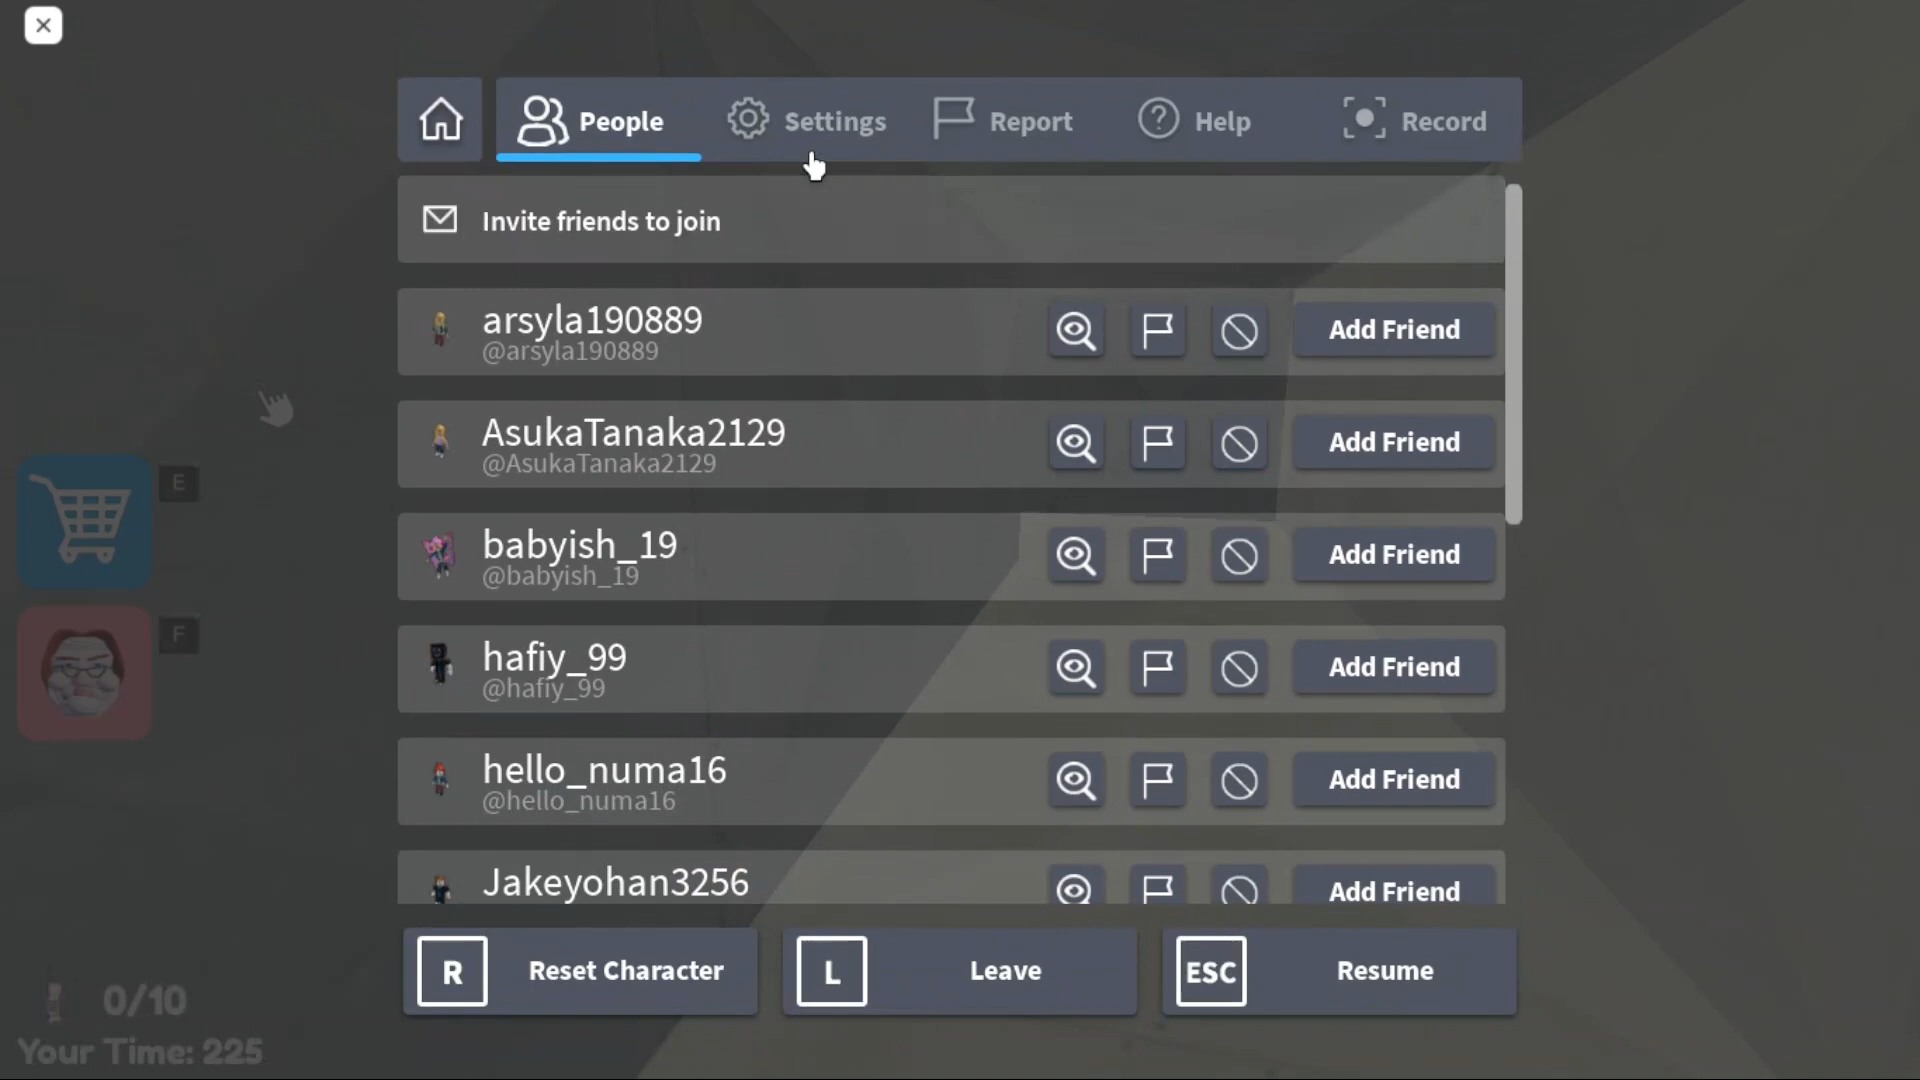 People
Settings
Report
Help
Record
Invite friends to join
arsyla190889
@arsyla190889
Add Friend
AsukaTanaka2129
@AsukaTanaka2129
Add Friend
E
babyish_19
@babyish_19
Add Friend
F
hafiy_99
@hafiy_99
Add Friend
hello_numa16
@hello_numa16
Add Friend
Jakeyohan3256
Add Friend
R Reset Character
L Leave
ESC Resume
0/10
Your Time: 225